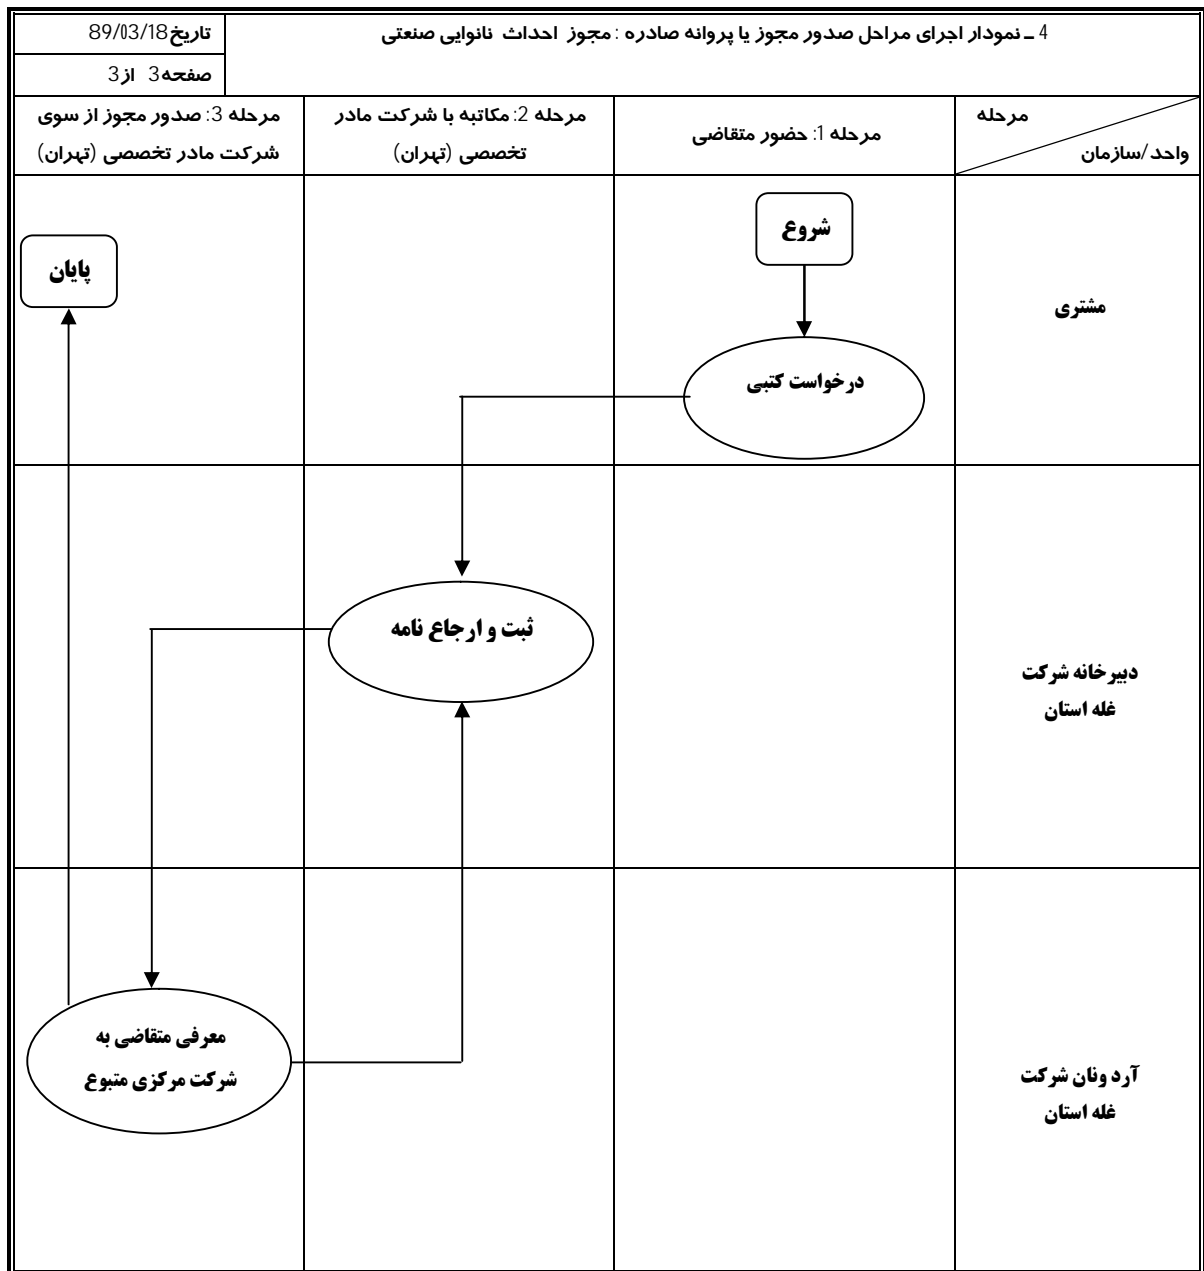 4 ـ نمودار اجرای مراحل صدور مجوز یا پروانه صادره : مجوز احداث نانوایی صنعتی
تاریخ 89/03/18
صفحه 3 از 3
مرحله
واحد/سازمان
مرحله 1: حضور متقاضی
مرحله 2: مکاتبه با شرکت مادر
تخصصی (تهران)
مرحله 3: صدور مجوز از سوی
شرکت مادر تخصصی (تهران)
مشتری
شروع
درخواست کتبی
پایان
دبیرخانه شرکت
غله استان
ثبت و ارجاع نامه
آرد ونان شرکت
غله استان
معرفی متقاضی به
شرکت مرکزی متبوع